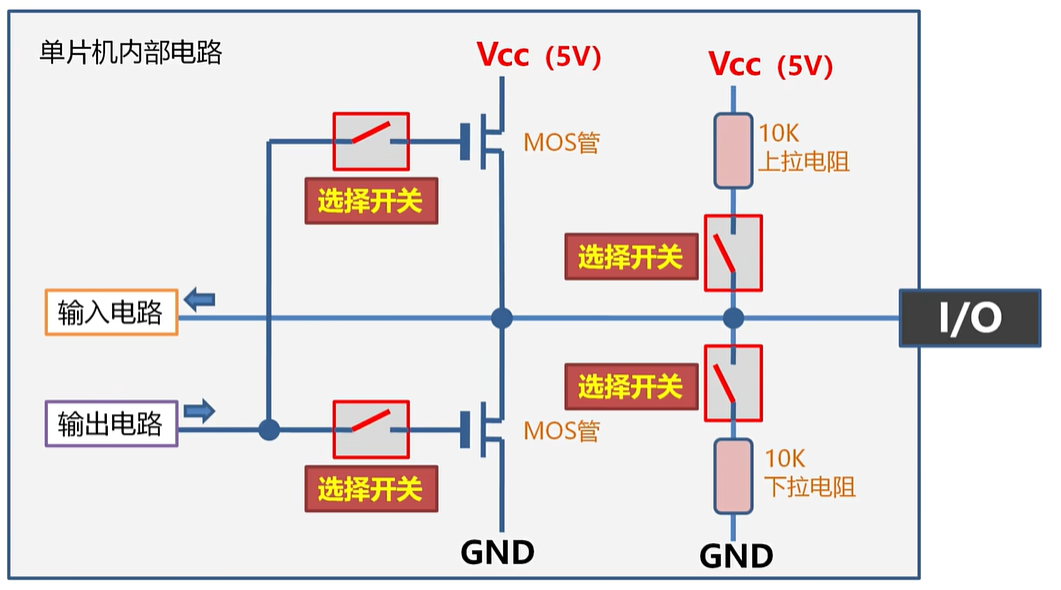 单片机内部电路
Vcc（5V）
Vcc（5V）
MOS管
10K
上拉电阻
选择开关
选择开关
输入电路
I/O
选择开关
输出电路
MOS管
10K
下拉电阻
选择开关
GND
GND